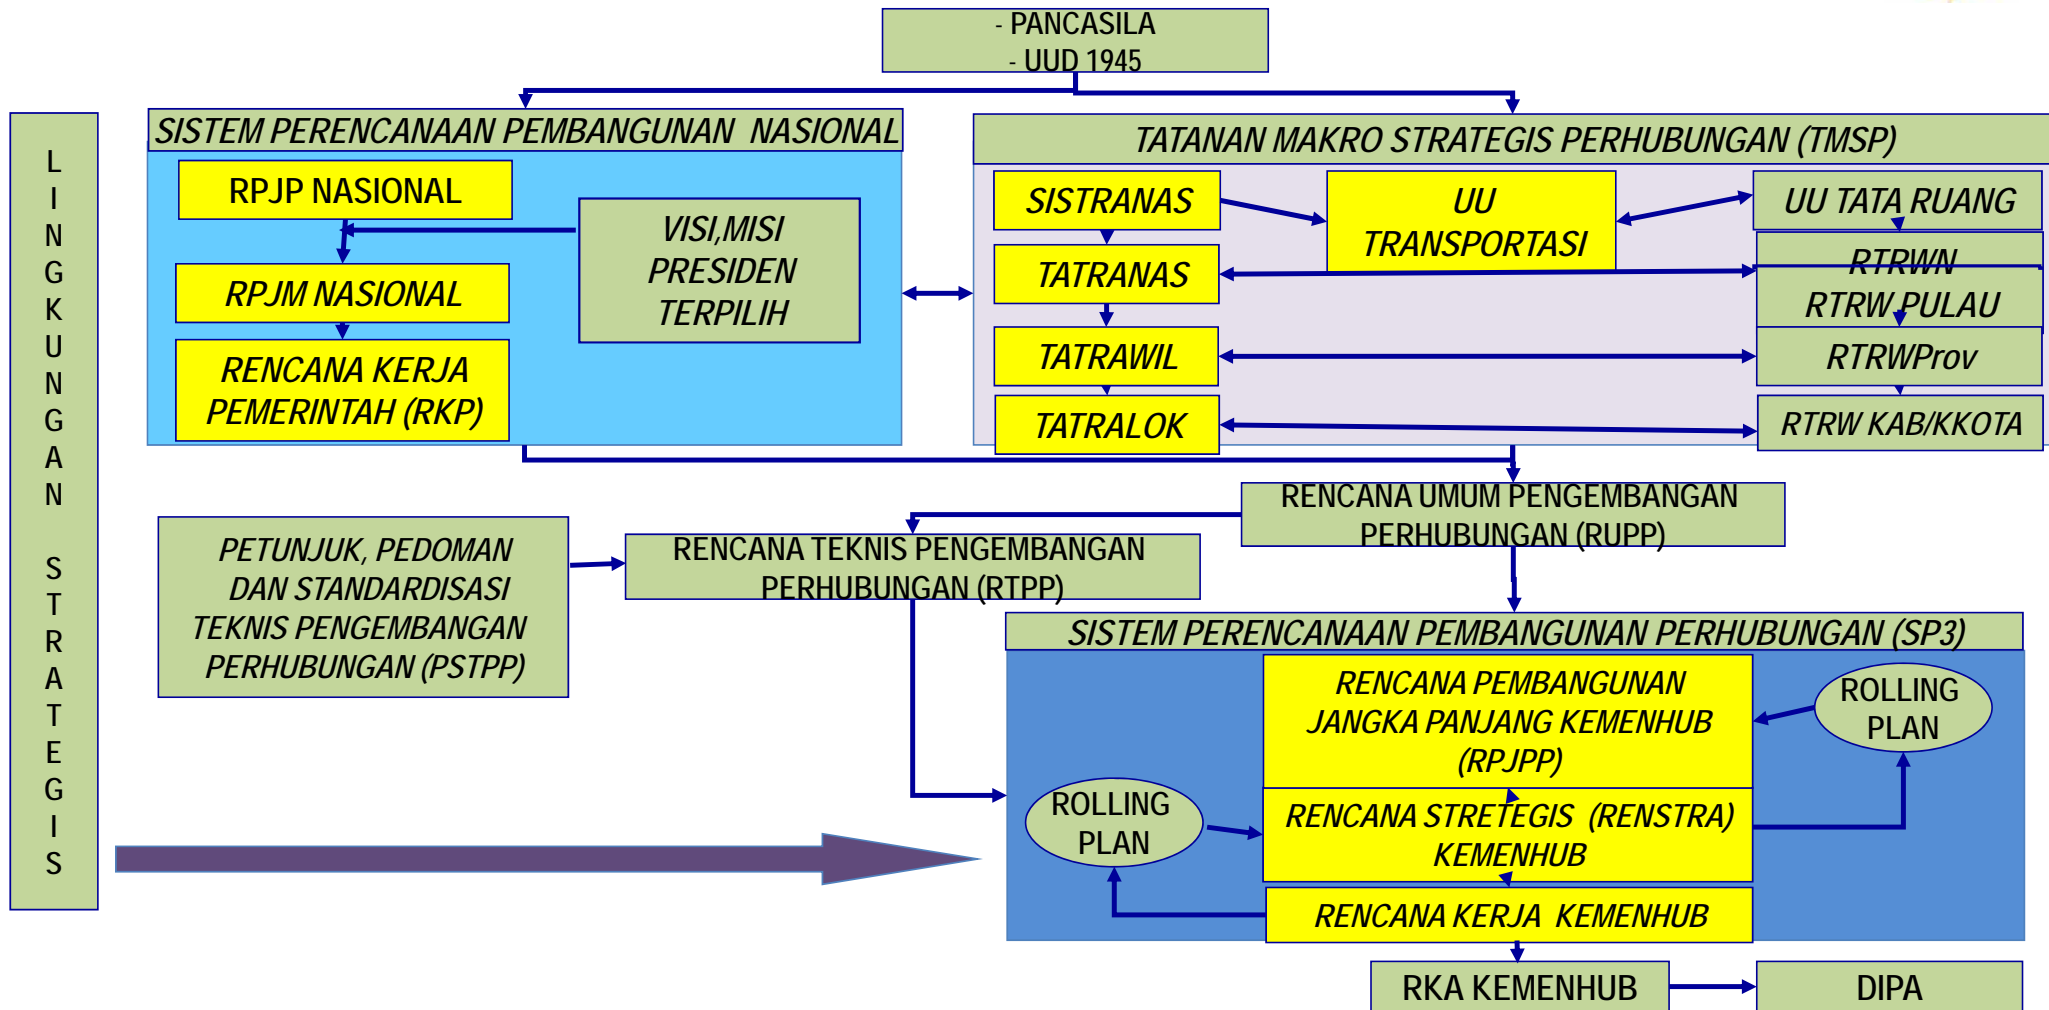 - PANCASILA
- UUD 1945
L
I
N
G
K
U
N
G
A
N
S
T
R
A
T
E
G
I
S
SISTEM PERENCANAAN PEMBANGUNAN NASIONAL
RPJP NASIONAL
VISI,MISI
PRESIDEN
TERPILIH
RPJM NASIONAL
RENCANA KERJA
PEMERINTAH (RKP)
TATANAN MAKRO STRATEGIS PERHUBUNGAN (TMSP)
SISTRANAS
UU
TRANSPORTASI
UU TATA RUANG
TATRANAS
RTRWN
RTRW PULAU
TATRAWIL
RTRWProv
TATRALOK
RTRW KAB/KKOTA
RENCANA UMUM PENGEMBANGAN
PERHUBUNGAN (RUPP)
PETUNJUK, PEDOMAN
DAN STANDARDISASI
TEKNIS PENGEMBANGAN
PERHUBUNGAN (PSTPP)
RENCANA TEKNIS PENGEMBANGAN
PERHUBUNGAN (RTPP)
SISTEM PERENCANAAN PEMBANGUNAN PERHUBUNGAN (SP3)
RENCANA PEMBANGUNAN
JANGKA PANJANG KEMENHUB
(RPJPP)
ROLLING
PLAN
ROLLING
PLAN
RENCANA STRETEGIS (RENSTRA)
KEMENHUB
RENCANA KERJA KEMENHUB
RKA KEMENHUB
DIPA